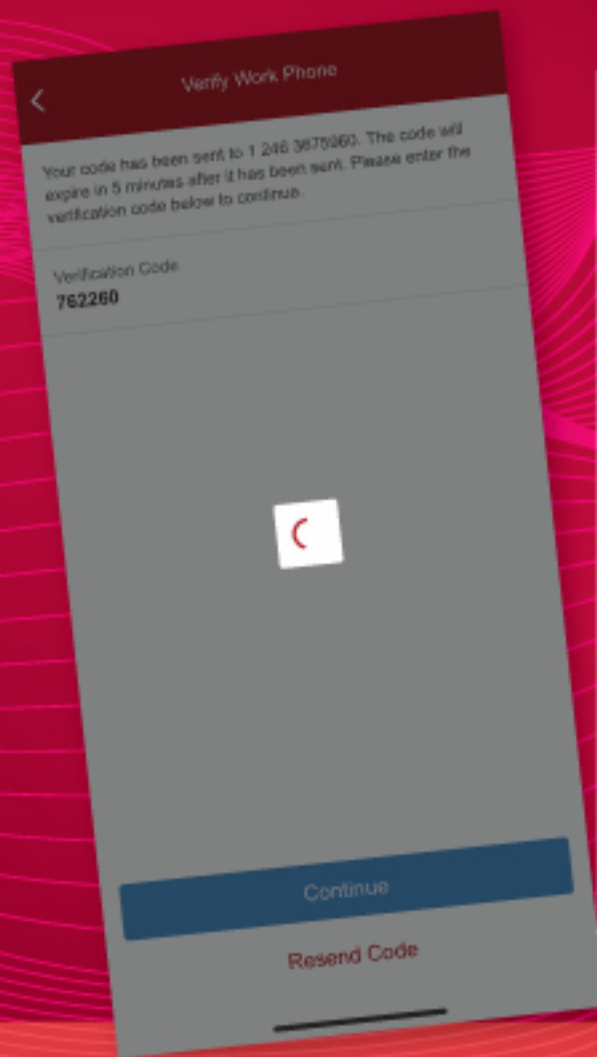 Verify Work Phone
Your code has been sent to 1 246 3675960. The code will
expire in 5 minutes after it has been sent. Please enter the
verification code below to continue.
Verification Code
762260
Continue
Resend Code